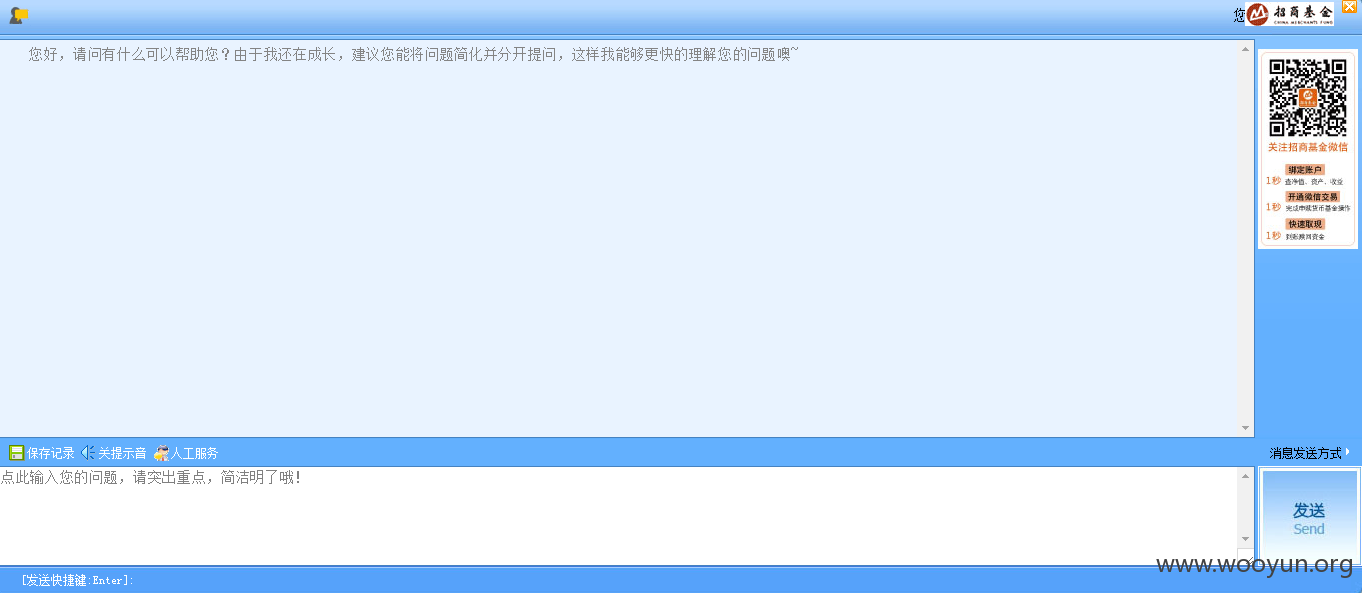 您
招商基金
CHINA MERCHANTS FUND
您好，请问有什么可以帮助您？由于我还在成长，建议您能将问题简化并分开提问，这样我能够更快的理解您的问题噢~
关注招商基金微信
绑定账户
1秒 查净值、资产、收益
开通微信交易
1秒 完成申赎货币基金操作
快速取现
1秒 到账赎回资金
保存记录 关提示音 人工服务
消息发送方式
点此输入您的问题，请突出重点，简洁明了哦！
发送
Send
www.wooyun.org
[发送快捷键:Enter]: